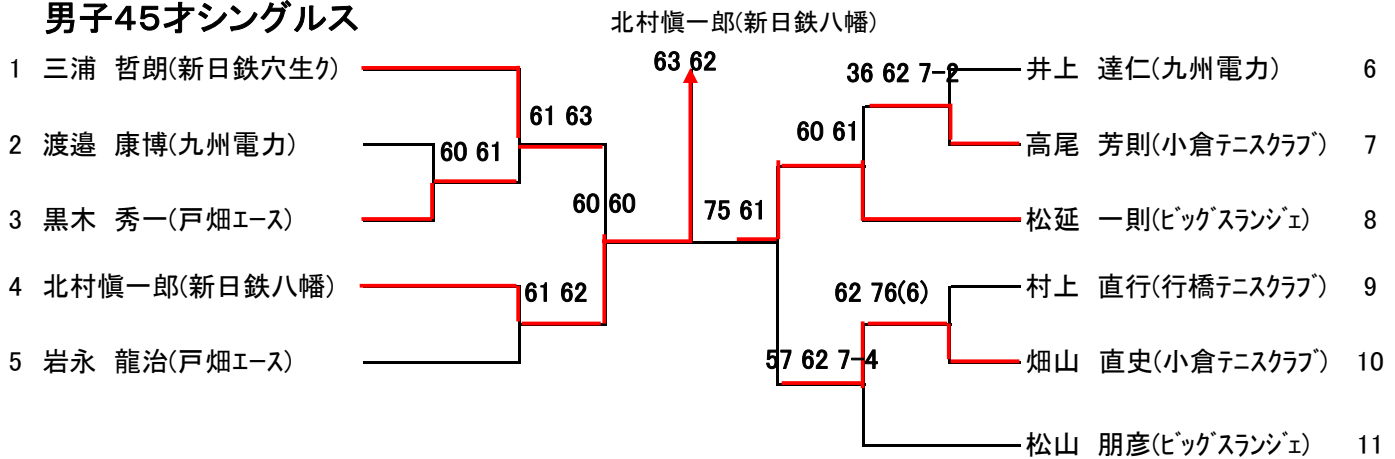 男子45才シングルス
北村愼一郎(新日鉄八幡)
1 三浦 哲朗(新日鉄穴生ク)
63 62
36 62 7-2
井上 達仁(九州電力) 6
61 63
60 61
2 渡邉 康博(九州電力)
60 61
高尾 芳則(小倉テニスクラブ) 7
60 60
75 61
3 黒木 秀一(戸畑エース)
松延 一則(ビッグスランジェ) 8
4 北村愼一郎(新日鉄八幡)
61 62
62 76(6)
村上 直行(行橋テニスクラブ) 9
5 岩永 龍治(戸畑エース)
57 62 7-4
畑山 直史(小倉テニスクラブ) 10
松山 朋彦(ビッグスランジェ) 11